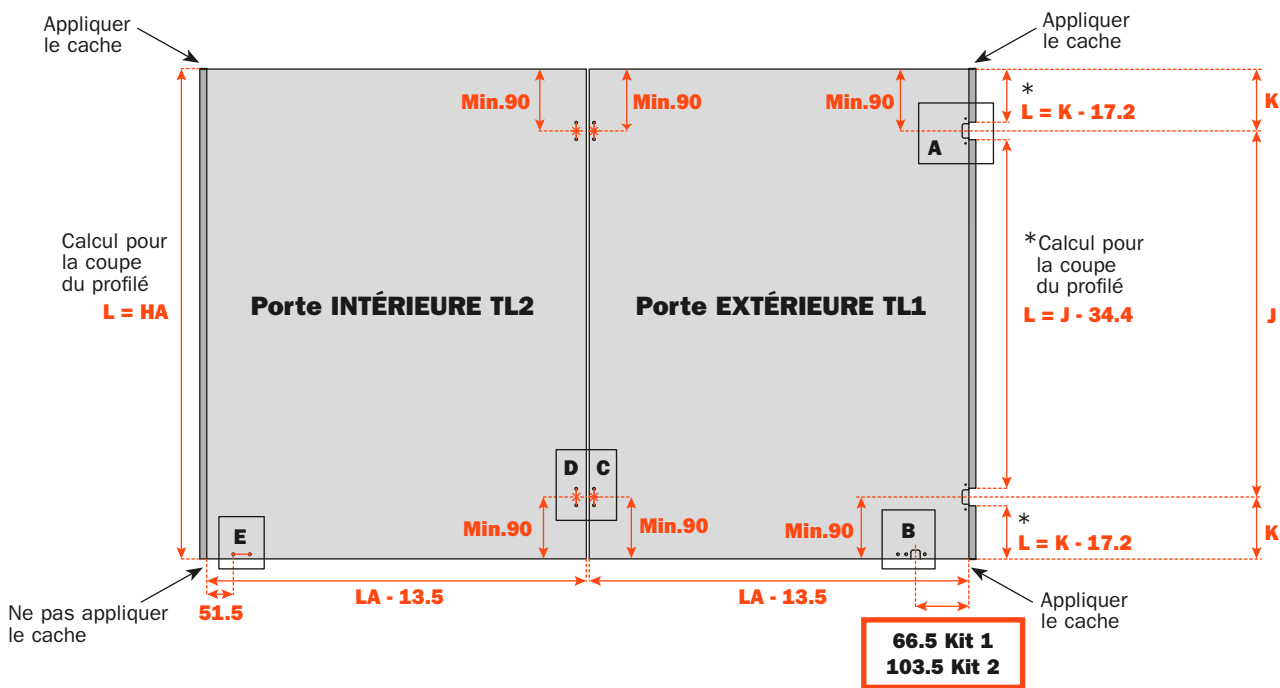 Appliquer
le cache
Appliquer
le cache
Min.90
Min.90
Min.90
*
L = K - 17.2
K
A
Calcul pour
la coupe
du profilé
L = HA
Porte INTÉRIEURE TL2
Porte EXTÉRIEURE TL1
*Calcul pour
la coupe
du profilé
L = J - 34.4
J
D
C
E
Min.90
Min.90
Min.90
B
*
L = K - 17.2
K
Ne pas appliquer
le cache
51.5
LA - 13.5
LA - 13.5
Appliquer
le cache
66.5 Kit 1
103.5 Kit 2